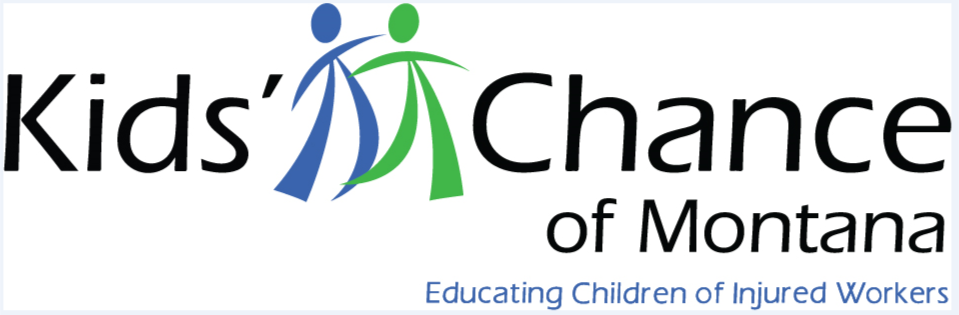 Kids' Chance
of Montana
Educating Children of Injured Workers